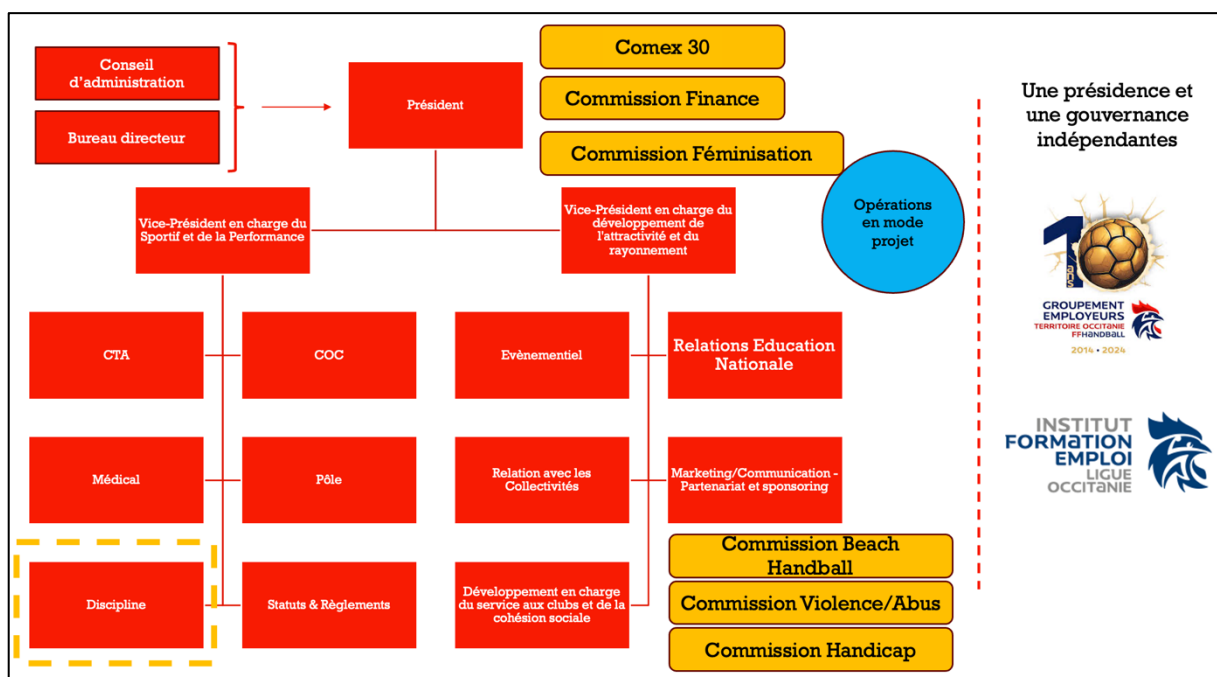 Conseil
d'administration
Bureau directeur
Président
Comex 30
Commission Finance
Commission Féminisation
Opérations
en mode
projet
Vice-Président en charge du
Sportif et de la Performance
Vice-Président en charge du
développement de
l'attractivité et du
rayonnement
CTA
COC
Evènementiel
Relations Education
Nationale
Médical
Pôle
Relation avec les
Collectivités
Marketing/Communication -
Partenariat et sponsoring
Discipline
Statuts & Règlements
Développement en charge
du service aux clubs et de la
cohésion sociale
Commission Beach
Handball
Commission Violence/Abus
Commission Handicap
Une présidence et
une gouvernance
indépendantes
10
ans
GROUPEMENT
EMPLOYEURS
TERRITOIRE OCCITANIE
FFHANDBALL
2014 • 2024
INSTITUT
FORMATION
EMPLOI
LIGUE
OCCITANIE